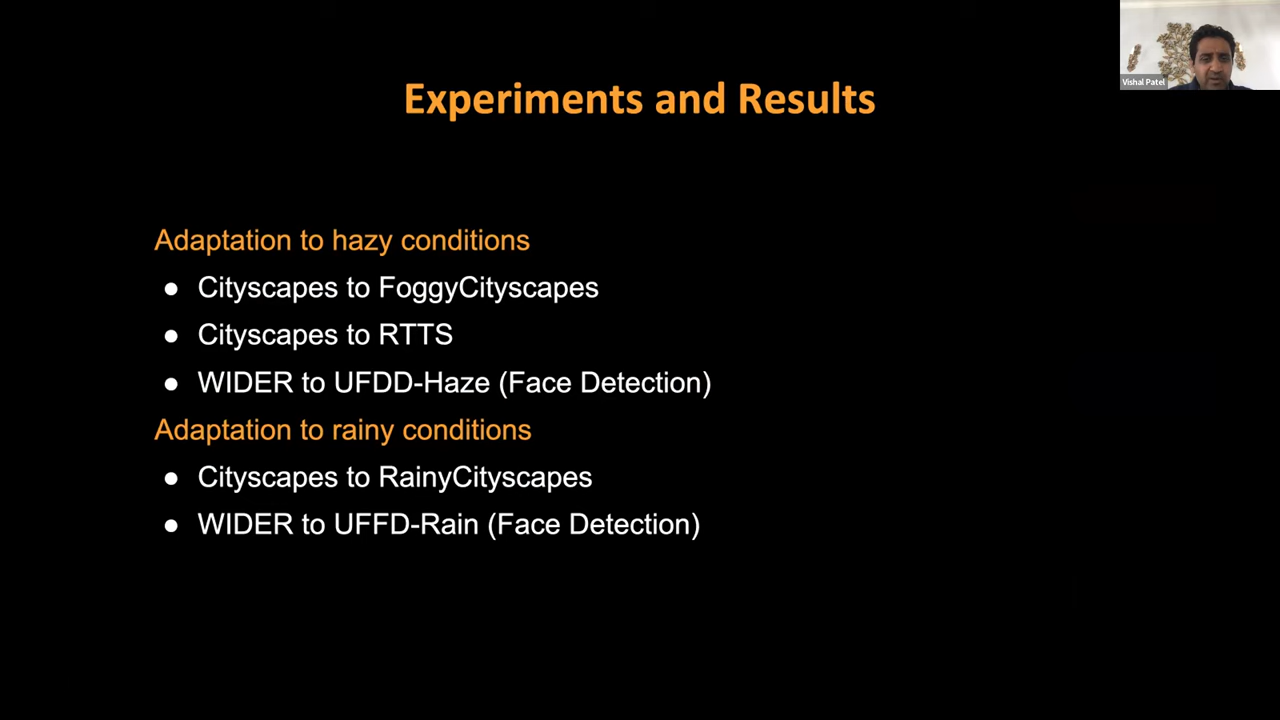 Experiments and Results
Vishal Patel
Adaptation to hazy conditions
● Cityscapes to FoggyCityscapes
● Cityscapes to RTTS
● WIDER to UFDD-Haze (Face Detection)
Adaptation to rainy conditions
● Cityscapes to RainyCityscapes
● WIDER to UFFD-Rain (Face Detection)